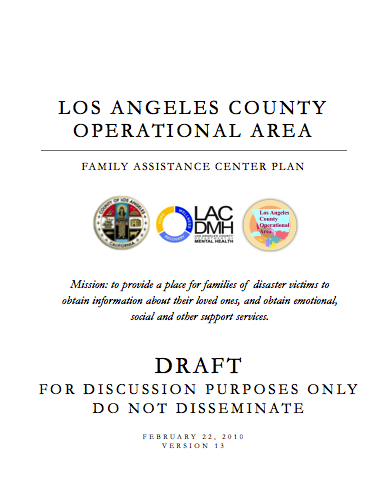 LOS ANGELES COUNTY
OPERATIONAL AREA
FAMILY ASSISTANCE CENTER PLAN
COUNTY OF LOS ANGELES
CALIFORNIA
LAC
DMH
LOS ANGELES COUNTY
MENTAL HEALTH
Los Angeles
County
Operational
Area
Mission: to provide a place for families of disaster victims to
obtain information about their loved ones, and obtain emotional,
social and other support services.
DRAFT
FOR DISCUSSION PURPOSES ONLY
DO NOT DISSEMINATE
FEBRUARY 22, 2010
VERSION 13